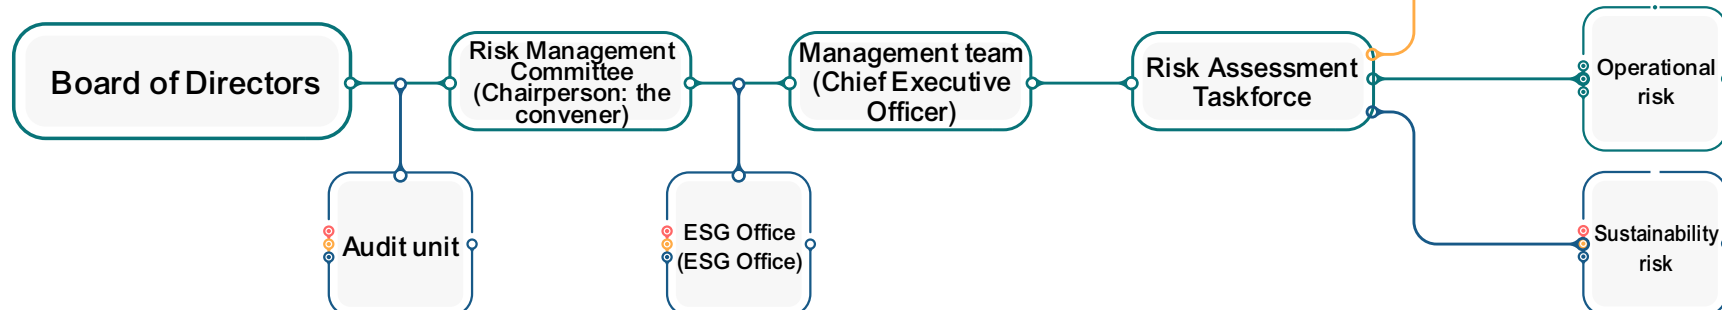 Board of Directors
Risk Management
Committee
(Chairperson: the
convener)
Management team
(Chief Executive
Officer)
Risk Assessment
Taskforce
Operational
risk
Audit unit
ESG Office
(ESG Office)
Sustainability
risk